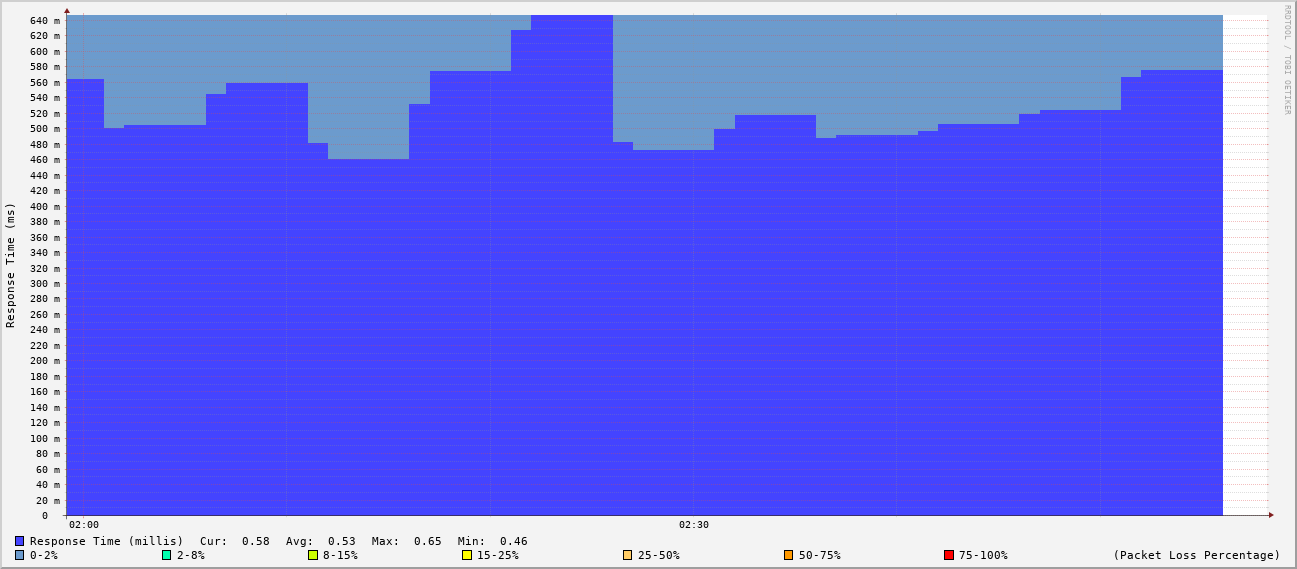 RRDTOOL / TOBI OETIKER
Response Time (ms)
640 m
620 m
600 m
580 m
560 m
540 m
520 m
500 m
480 m
460 m
440 m
420 m
400 m
380 m
360 m
340 m
320 m
300 m
280 m
260 m
240 m
220 m
200 m
180 m
160 m
140 m
120 m
100 m
80 m
60 m
40 m
20 m
0
02:00 02:30
Response Time (millis) Cur: 0.58 Avg: 0.53 Max: 0.65 Min: 0.46
0-2% 2-8% 8-15% 15-25% 25-50% 50-75% 75-100% (Packet Loss Percentage)